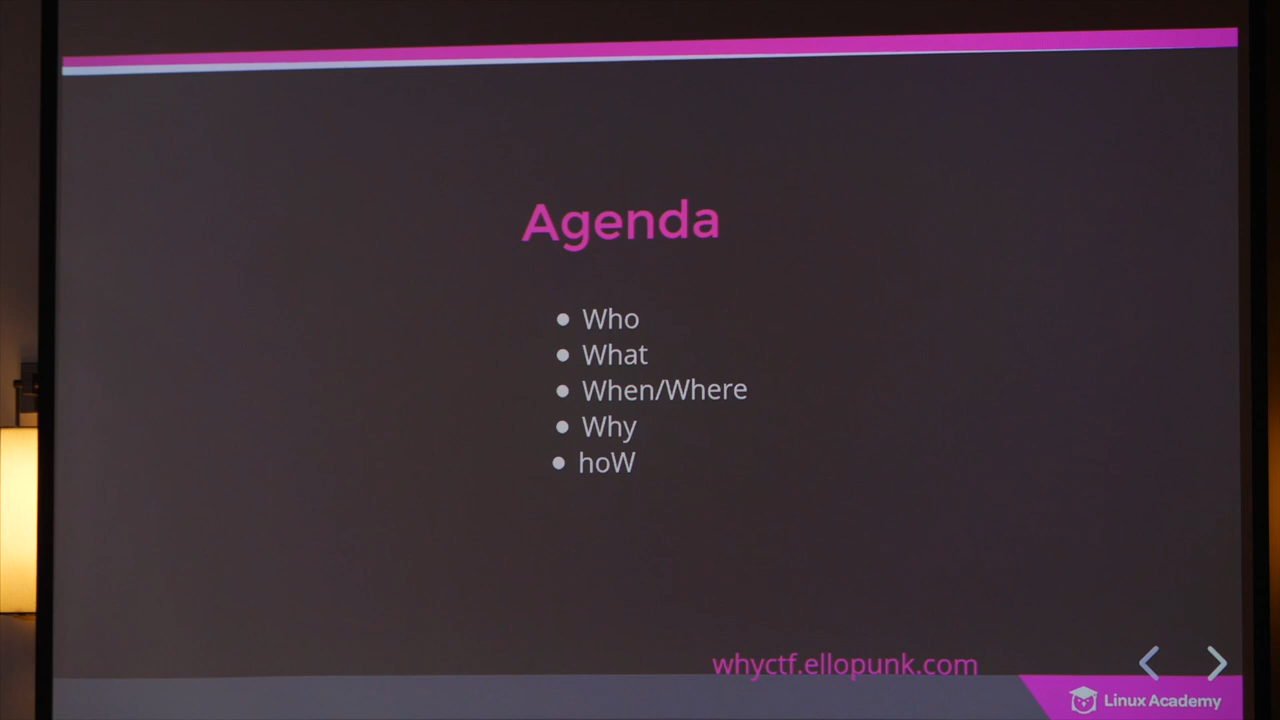 Agenda
• Who
• What
• When/Where
• Why
• hoW
whyctf.ellopunk.com
Linux Academy